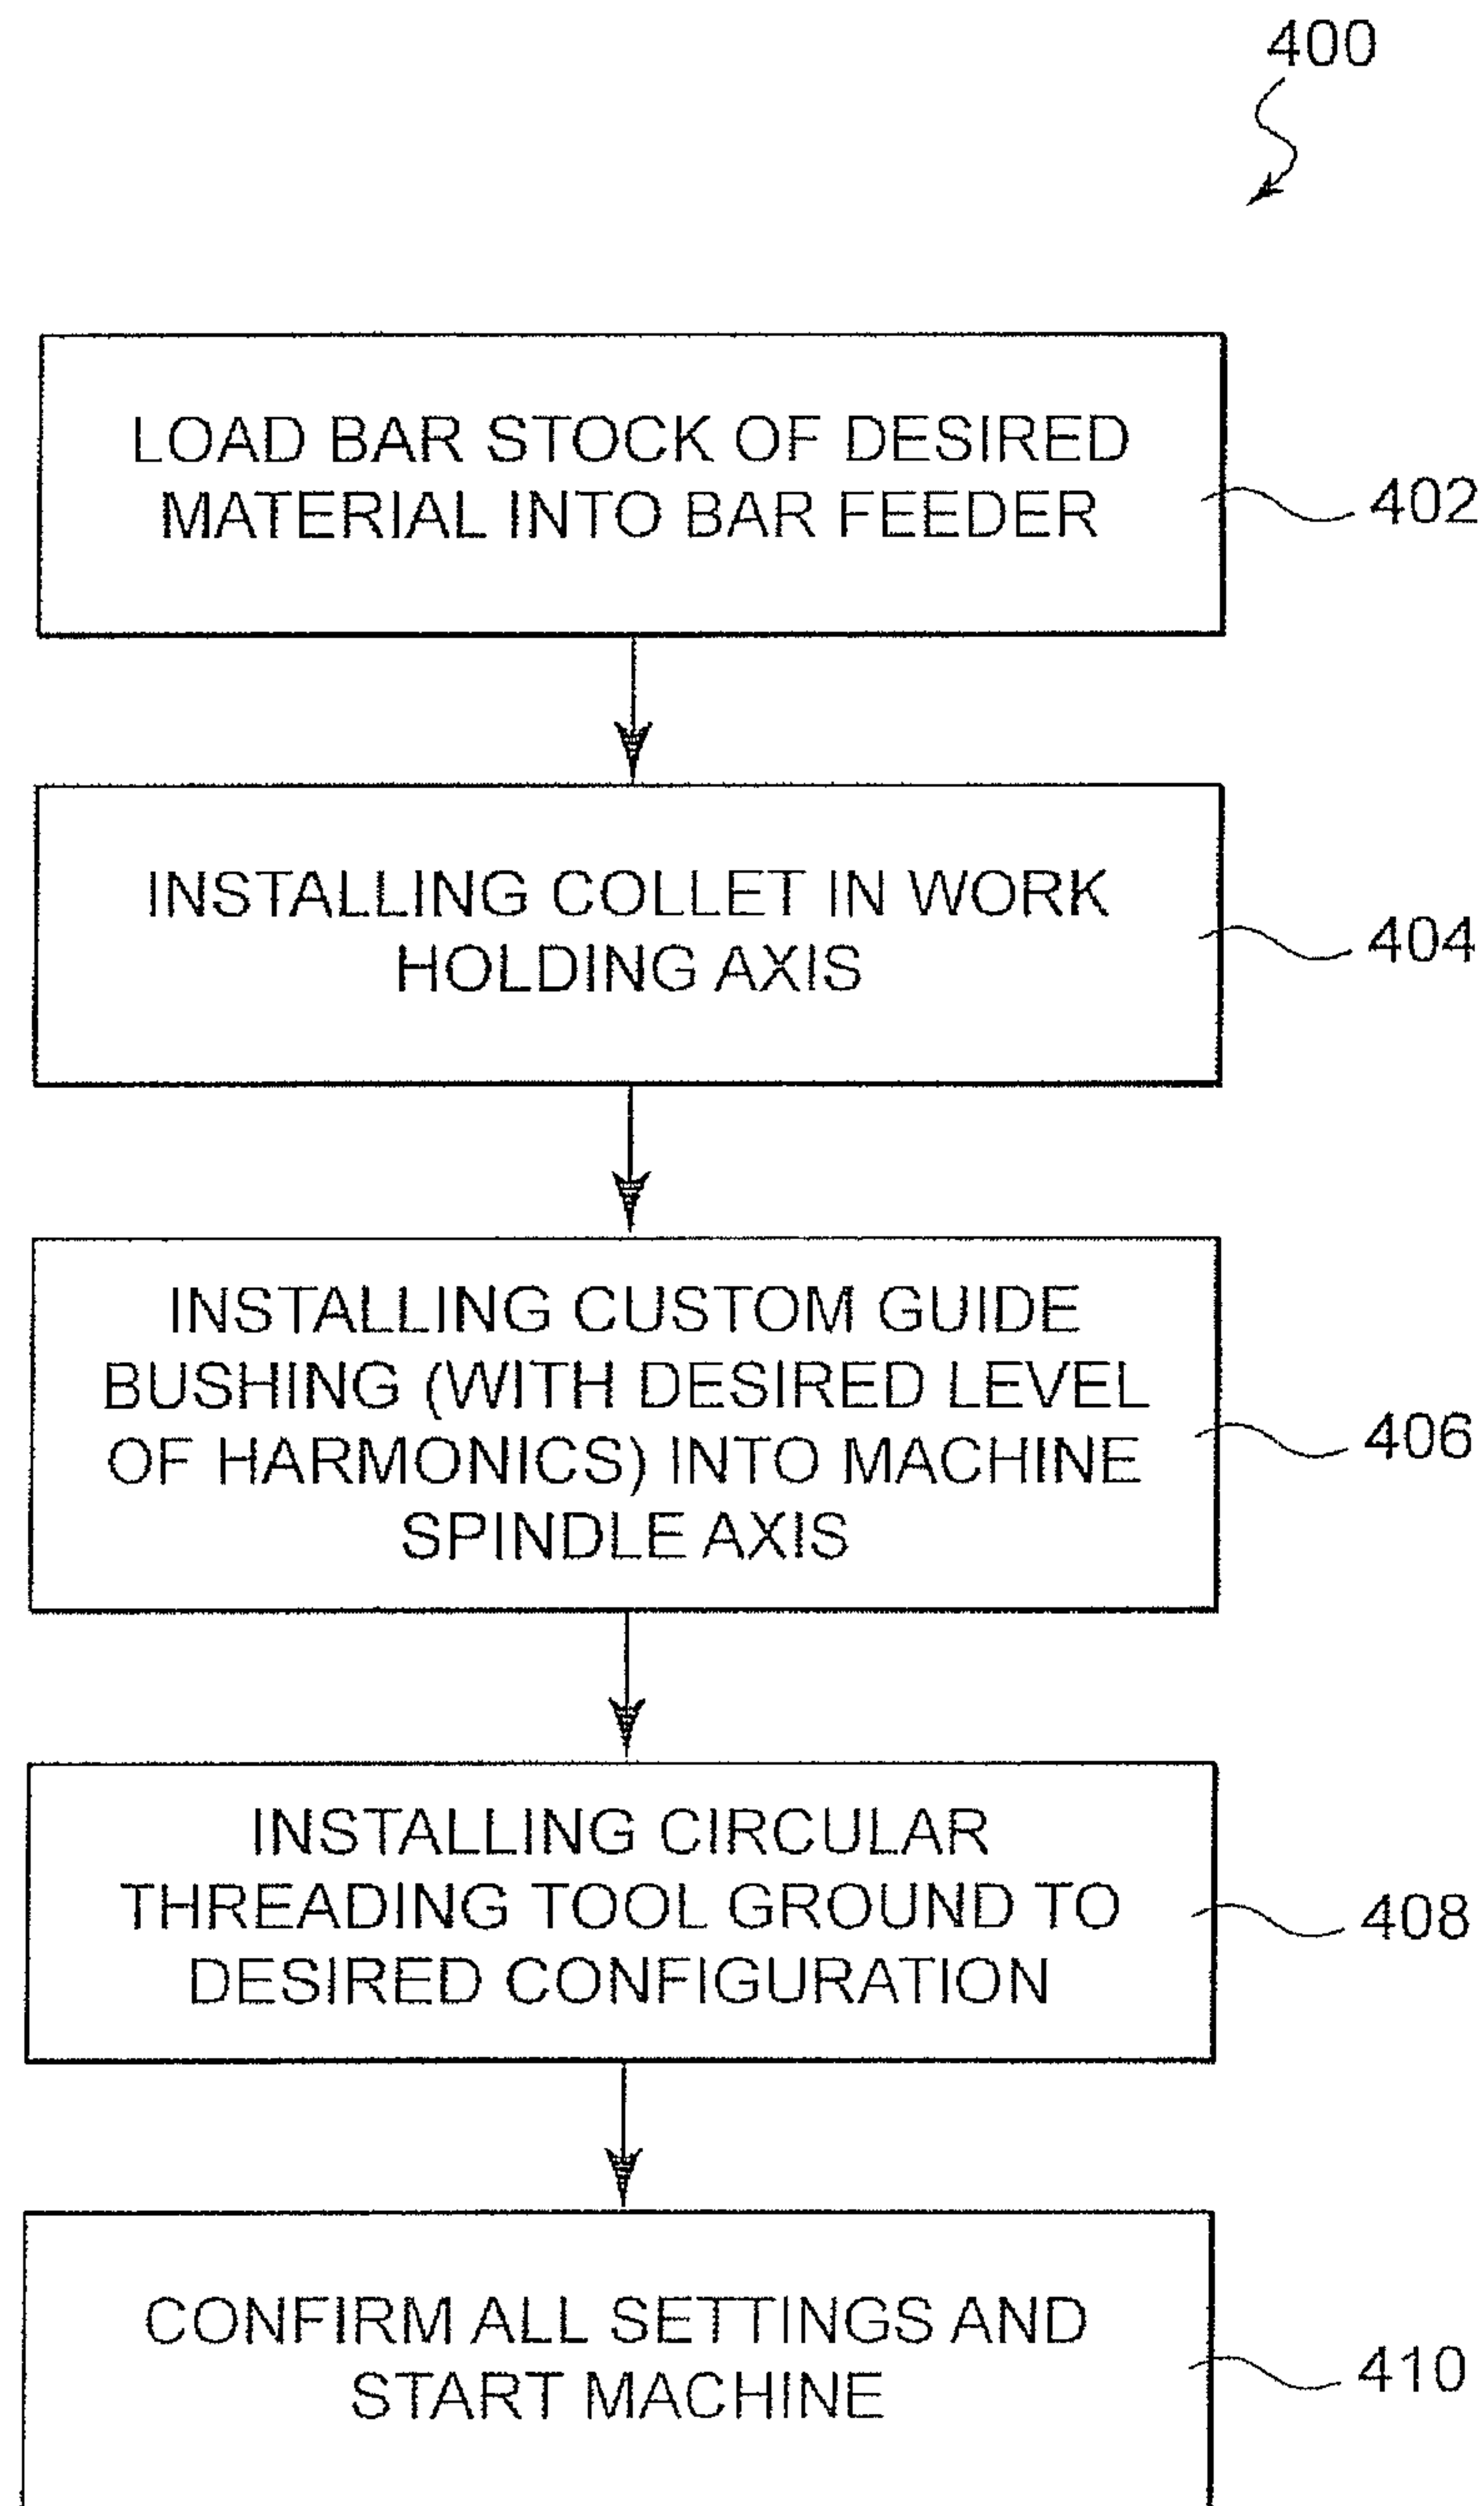 400
LOAD BAR STOCK OF DESIRED
MATERIAL INTO BAR FEEDER
402
INSTALLING COLLET IN WORK
HOLDING AXIS
404
INSTALLING CUSTOM GUIDE
BUSHING (WITH DESIRED LEVEL
OF HARMONICS) INTO MACHINE
SPINDLE AXIS
406
INSTALLING CIRCULAR
THREADING TOOL GROUND TO
DESIRED CONFIGURATION
408
CONFIRM ALL SETTINGS AND
START MACHINE
410